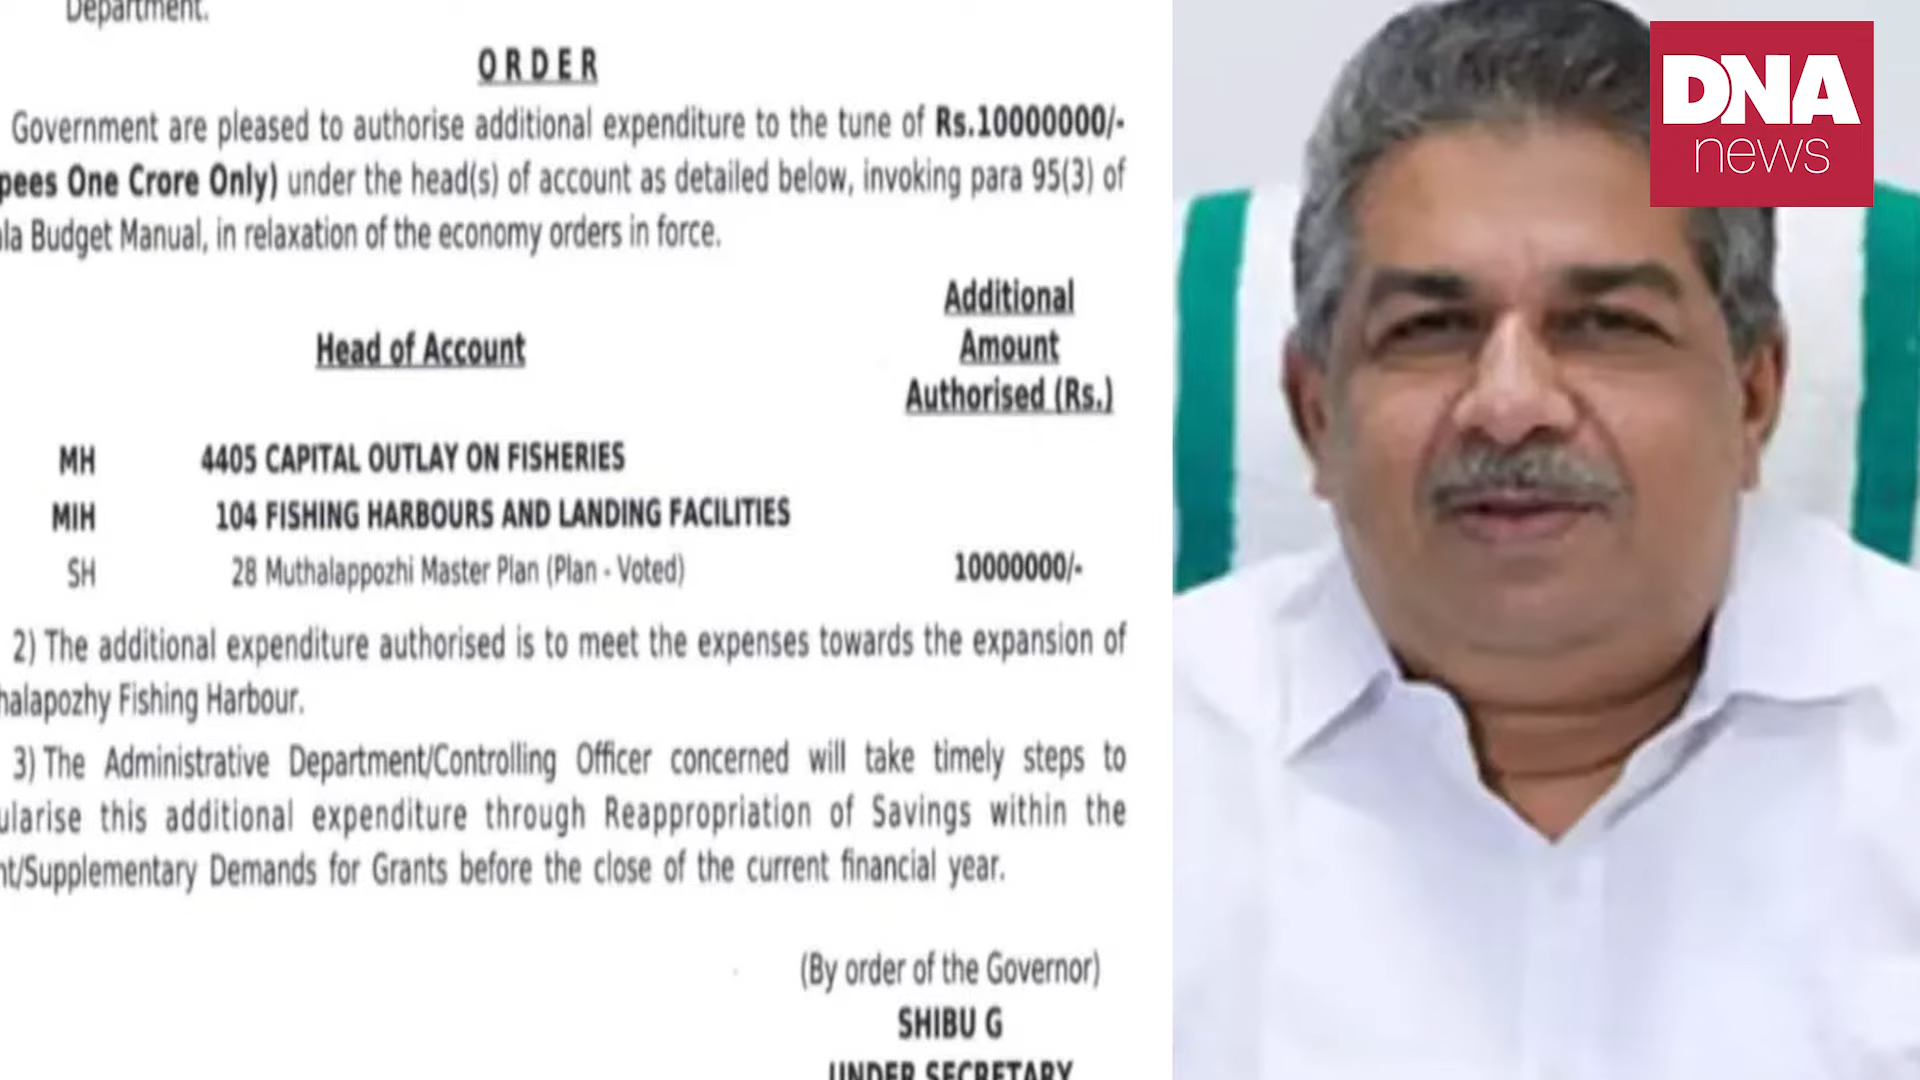 Department.
ORDER
Government are pleased to authorise additional expenditure to the tune of Rs.10000000/-
pees One Crore Only) under the head(s) of account as detailed below, invoking para 95(3) of
la Budget Manual, in relaxation of the economy orders in force.
Head of Account
Additional
Amount
Authorised (Rs.)
MH 4405 CAPITAL OUTLAY ON FISHERIES
MIH 104 FISHING HARBOURS AND LANDING FACILITIES
SH 28 Muthalappozhi Master Plan (Plan - Voted) 10000000/-
2) The additional expenditure authorised is to meet the expenses towards the expansion of
halapozhy Fishing Harbour.
3) The Administrative Department/Controlling Officer concerned will take timely steps to
ularise this additional expenditure through Reappropriation of Savings within the
nt/Supplementary Demands for Grants before the close of the current financial year.
(By order of the Governor)
SHIBU G
UNDER SECRETARY
DNA
news